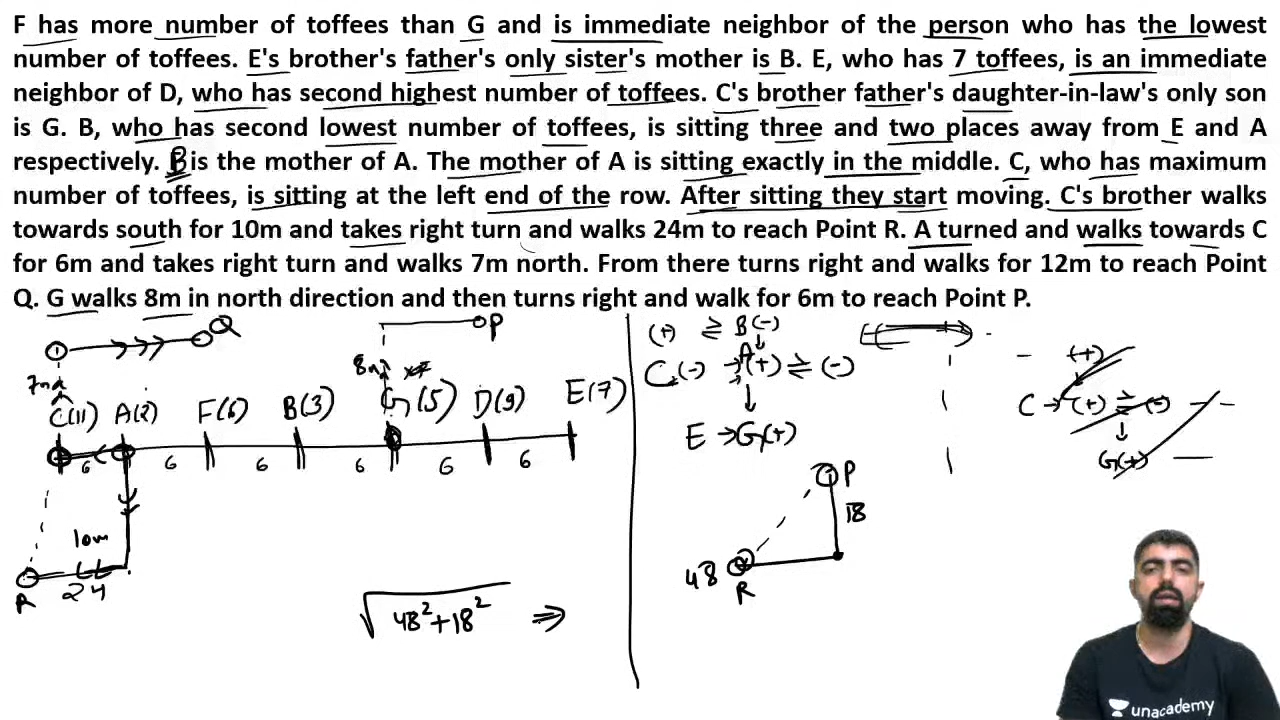 F has more number of toffees than G and is immediate neighbor of the person who has the lowest
number of toffees. E's brother's father's only sister's mother is B. E, who has 7 toffees, is an immediate
neighbor of D, who has second highest number of toffees. C's brother father's daughter-in-law's only son
is G. B, who has second lowest number of toffees, is sitting three and two places away from E and A
respectively. B is the mother of A. The mother of A is sitting exactly in the middle. C, who has maximum
number of toffees, is sitting at the left end of the row. After sitting they start moving. C's brother walks
towards south for 10m and takes right turn and walks 24m to reach Point R. A turned and walks towards C
for 6m and takes right turn and walks 7m north. From there turns right and walks for 12m to reach Point
Q. G walks 8m in north direction and then turns right and walk for 6m to reach Point P.
Q
P
7m
8m
C(11) A(2) F(6) B(3) G(5) D(9) E(7)
6 6 6 6 6 6
10m
24
R
√48²+18² ⇒
(+) ⇌ B(-)
C(-) → A(+) ⇌ (-)
E → G(+)
(+)
C → (+) ⇌ (-)
G(+)
P
18
48
R
unacademy